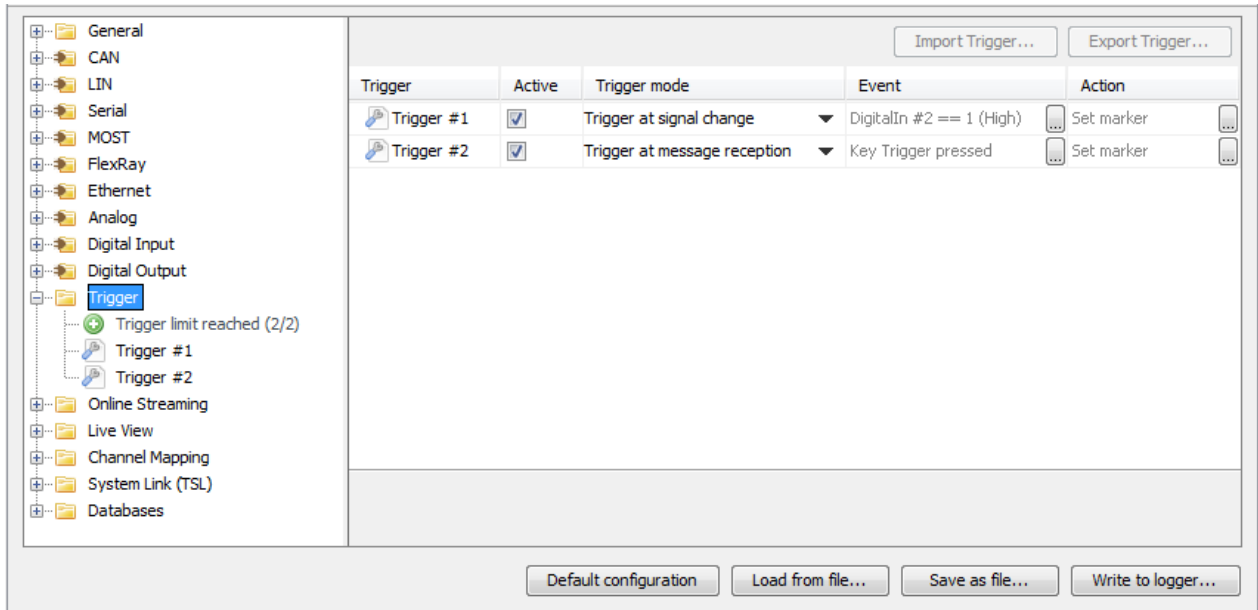 General
CAN
LIN
Serial
MOST
FlexRay
Ethernet
Analog
Digital Input
Digital Output
Trigger
Trigger limit reached (2/2)
Trigger #1
Trigger #2
Online Streaming
Live View
Channel Mapping
System Link (TSL)
Databases
Import Trigger... Export Trigger...
Trigger Active Trigger mode Event Action
Trigger #1 Trigger at signal change DigitalIn #2 == 1 (High) ... Set marker ...
Trigger #2 Trigger at message reception Key Trigger pressed ... Set marker ...
Default configuration Load from file... Save as file... Write to logger...